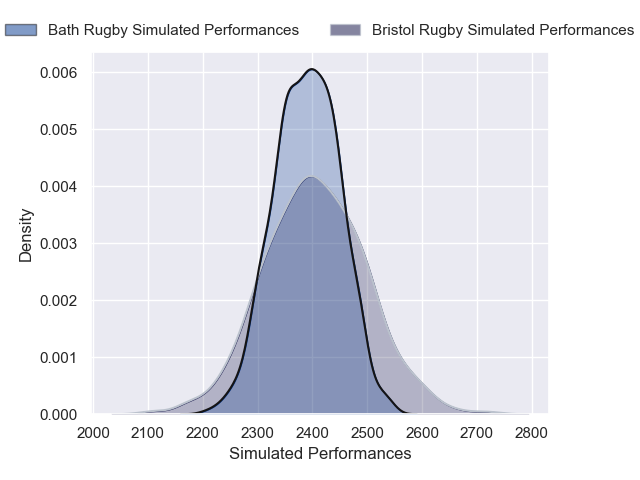 Bath Rugby Simulated Performances
Bristol Rugby Simulated Performances
Density
0.006
0.005
0.004
0.003
0.002
0.001
0.000
2000 2100 2200 2300 2400 2500 2600 2700 2800
Simulated Performances